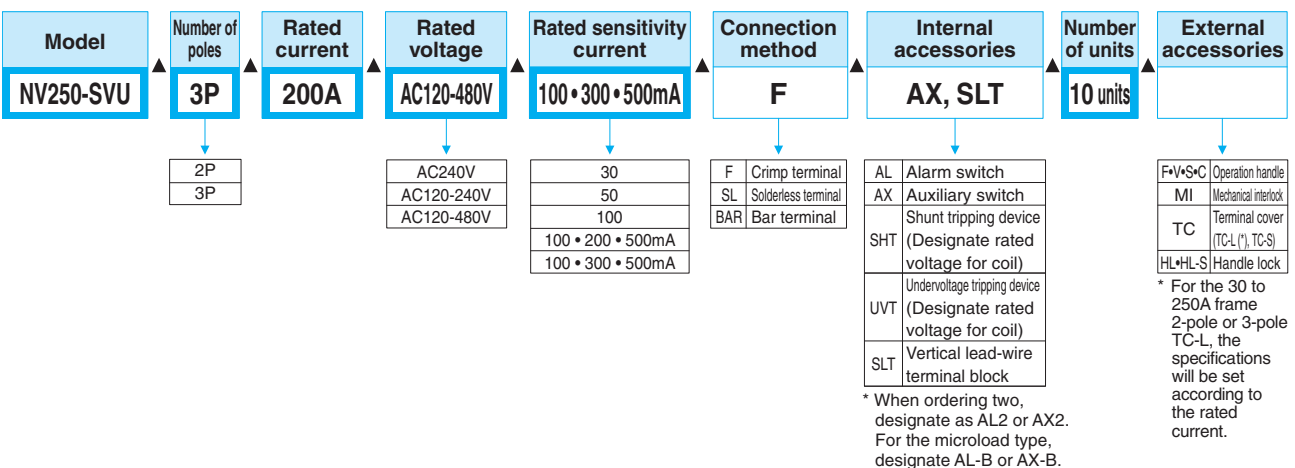 Model
Number of
poles
Rated
current
Rated
voltage
Rated sensitivity
current
Connection
method
Internal
accessories
Number
of units
External
accessories
NV250-SVU
▲
3P
▲
200A
▲
AC120-480V
▲
100•300•500mA
▲
F
▲
AX, SLT
▲
10 units
▲
2P
3P
AC240V
AC120-240V
AC120-480V
30
50
100
100 • 200 • 500mA
100 • 300 • 500mA
F Crimp terminal
SL Solderless terminal
BAR Bar terminal
AL Alarm switch
AX Auxiliary switch
SHT Shunt tripping device
(Designate rated
voltage for coil)
UVT Undervoltage tripping device
(Designate rated
voltage for coil)
SLT Vertical lead-wire
terminal block
* When ordering two,
designate as AL2 or AX2.
For the microload type,
designate AL-B or AX-B.
F•V•S•C Operation handle
MI Mechanical interlock
TC Terminal cover
(TC-L (*), TC-S)
HL•HL-S Handle lock
* For the 30 to
250A frame
2-pole or 3-pole
TC-L, the
specifications
will be set
according to
the rated
current.